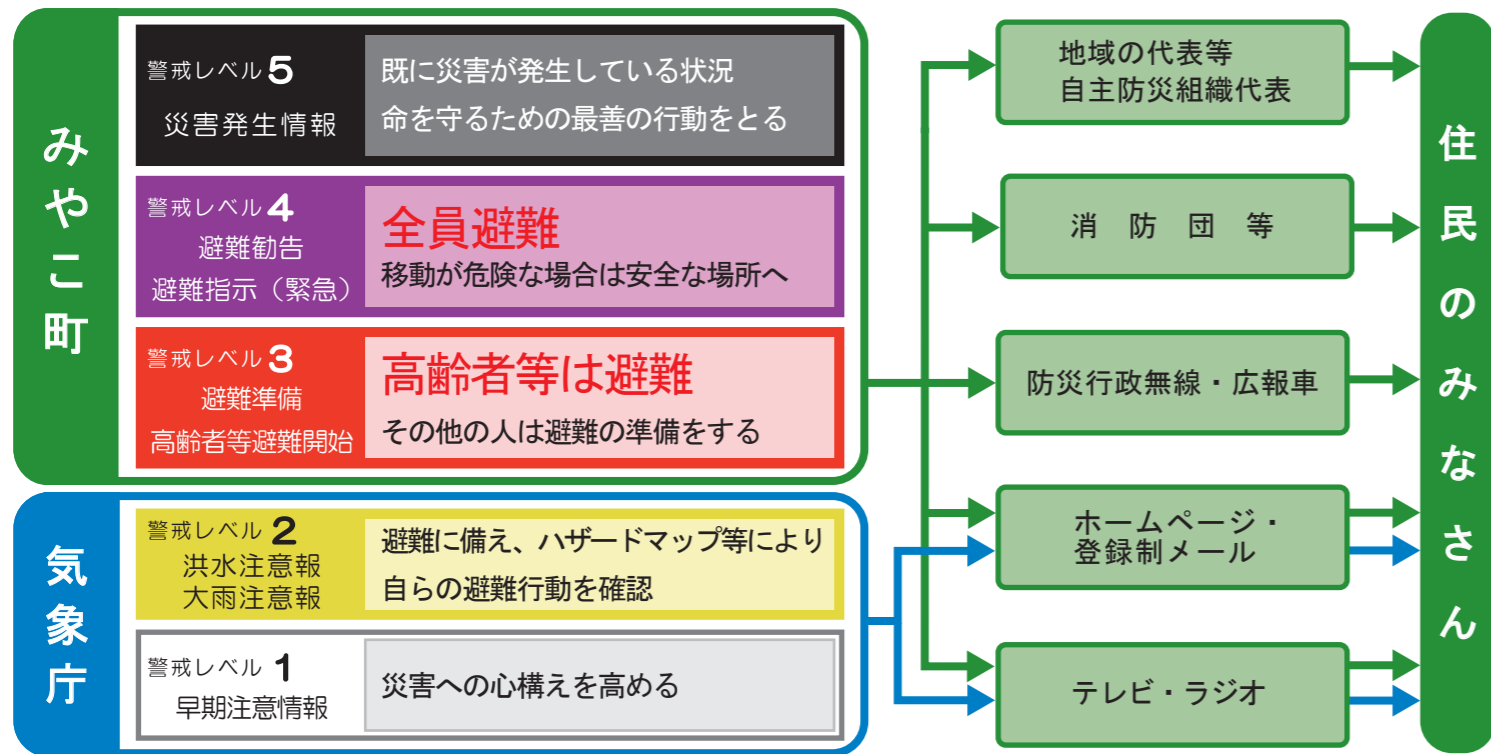 みやこ町
警戒レベル 5
災害発生情報
既に災害が発生している状況
命を守るための最善の行動をとる
警戒レベル 4
避難勧告
避難指示（緊急）
全員避難
移動が危険な場合は安全な場所へ
警戒レベル 3
避難準備
高齢者等避難開始
高齢者等は避難
その他の人は避難の準備をする
気象庁
警戒レベル 2
洪水注意報
大雨注意報
避難に備え、ハザードマップ等により
自らの避難行動を確認
警戒レベル 1
早期注意情報
災害への心構えを高める
地域の代表等
自主防災組織代表
消防団等
防災行政無線・広報車
ホームページ・
登録制メール
テレビ・ラジオ
住民のみなさん